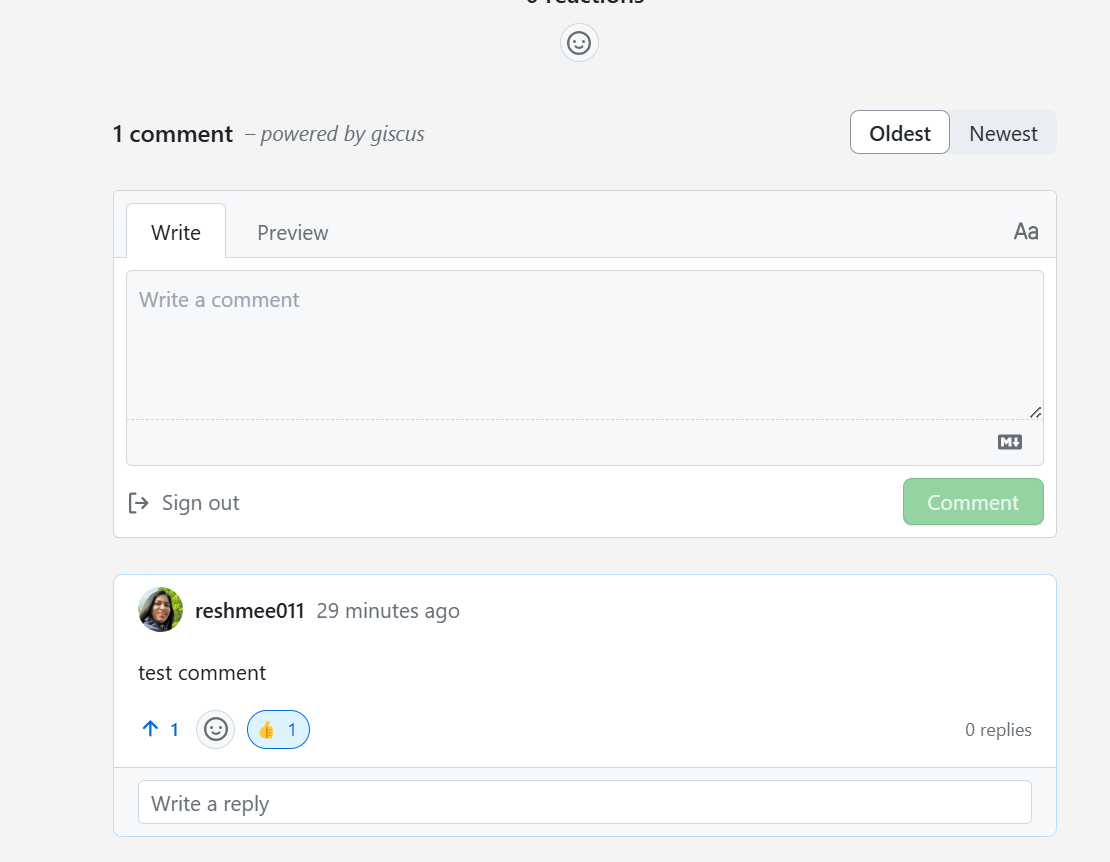 0 reactions
1 comment – powered by giscus
Oldest Newest
Write Preview Aa
Write a comment
M
Sign out Comment
reshmee011 29 minutes ago
test comment
1 1 0 replies
Write a reply